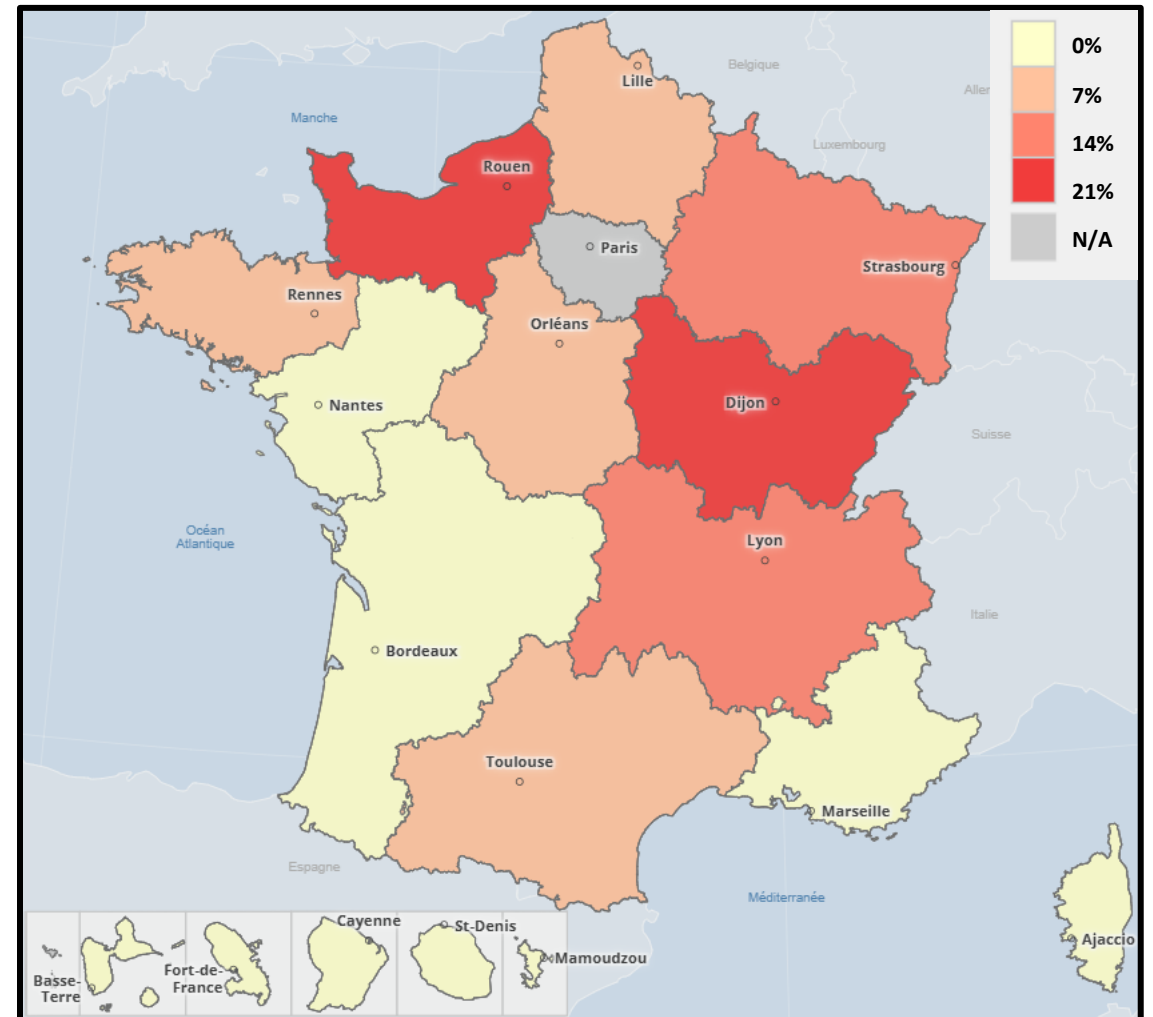 0%
7%
14%
21%
N/A
Belgique
Aller
Luxembourg
Manche
Lille
Rouen
Paris
Strasbourg
Rennes
Orléans
Nantes
Dijon
Suisse
Océan
Atlantique
Lyon
Italie
Bordeaux
Toulouse
Marseille
Espagne
Méditerranée
Ajaccio
Basse-
Terre
Fort-de-
France
Cayenne
St-Denis
Mamoudzou